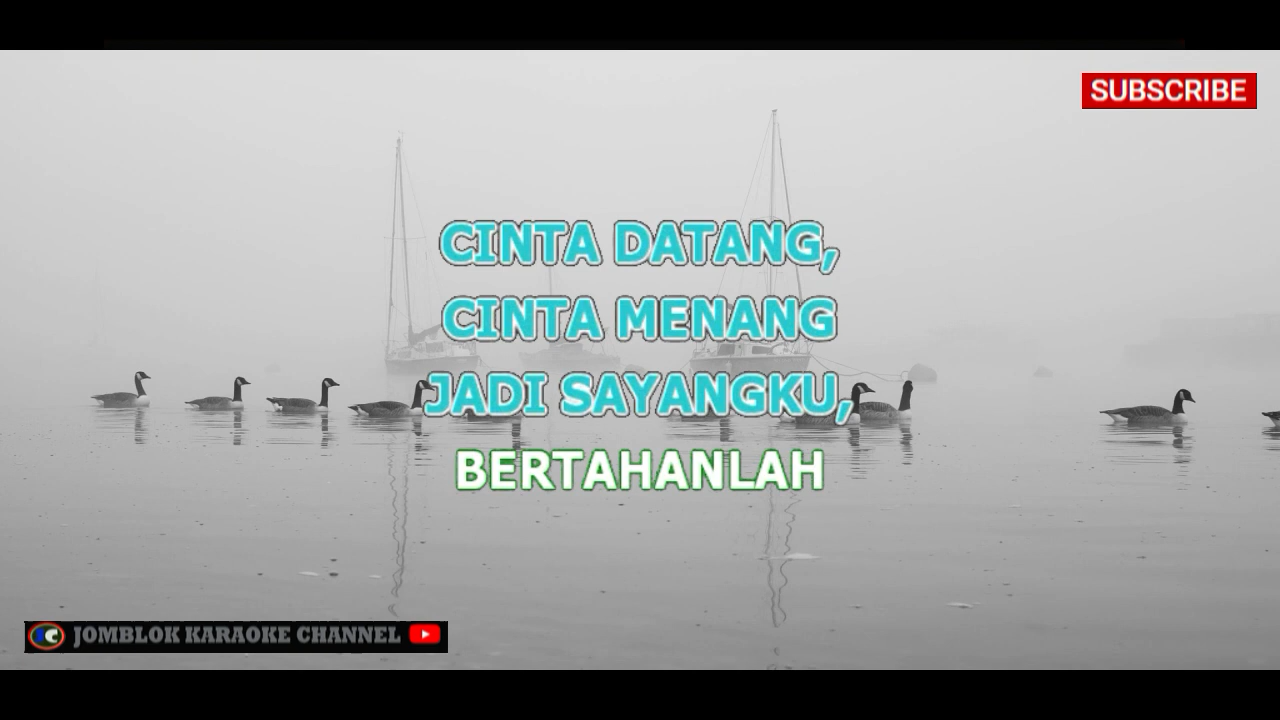 SUBSCRIBE
CINTA DATANG,
CINTA MENANG
JADI SAYANGKU,
BERTAHANLAH
JOMBLOK KARAOKE CHANNEL